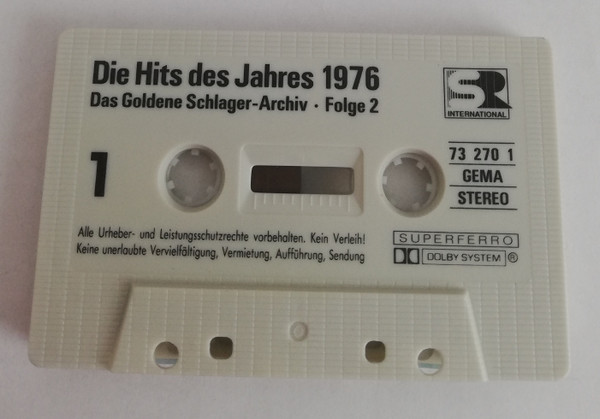 Die Hits des Jahres 1976
Das Goldene Schlager-Archiv · Folge 2
SR
INTERNATIONAL
1
73 270 1
GEMA
STEREO
Alle Urheber- und Leistungsschutzrechte vorbehalten. Kein Verleih!
Keine unerlaubte Vervielfältigung, Vermietung, Aufführung, Sendung
SUPERFERRO
DOLBY SYSTEM ®